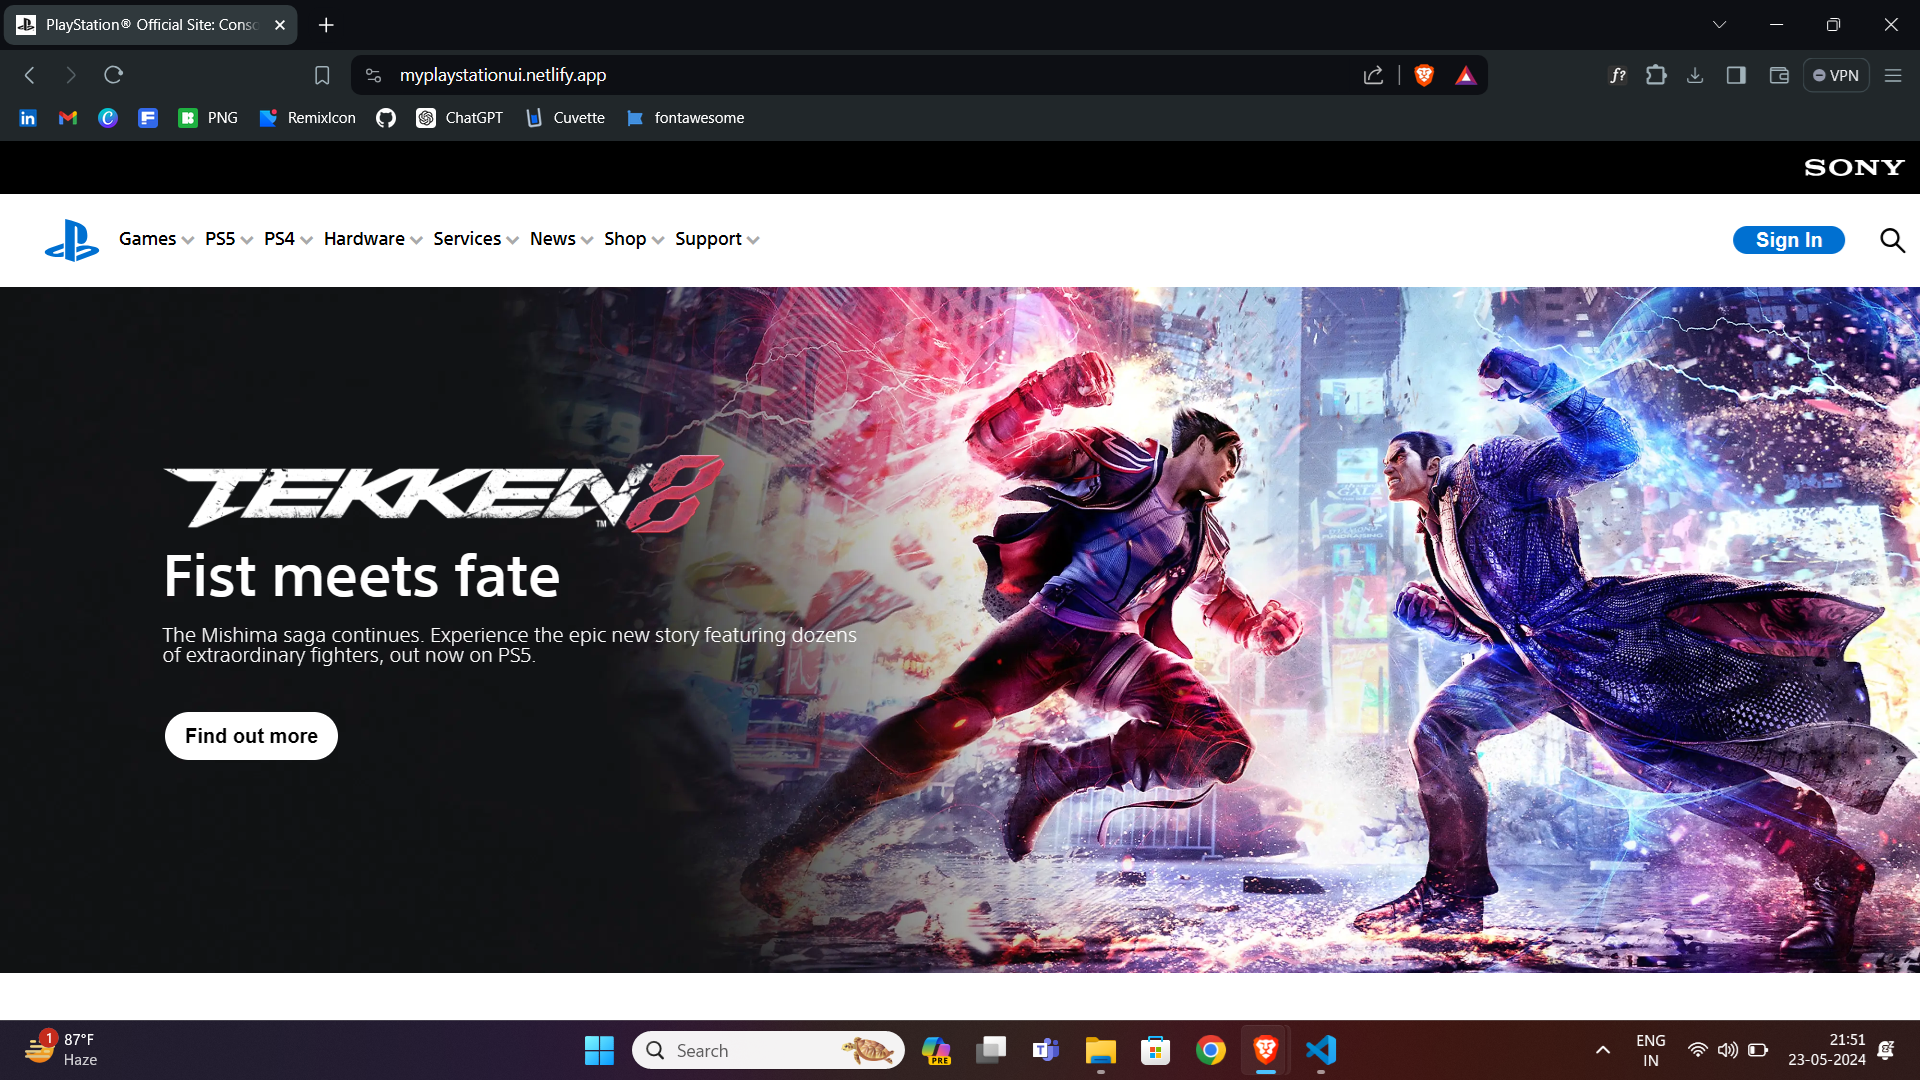 PlayStation® Official Site: Conso
myplaystationui.netlify.app
f?
VPN
PNG
RemixIcon
ChatGPT
Cuvette
fontawesome
SONY
Games PS5 PS4 Hardware Services News Shop Support
Sign In
TEKKEN 8
TM
Fist meets fate
The Mishima saga continues. Experience the epic new story featuring dozens
of extraordinary fighters, out now on PS5.
Find out more
1
87°F
Haze
Search
PRE
ENG
IN
21:51
23-05-2024